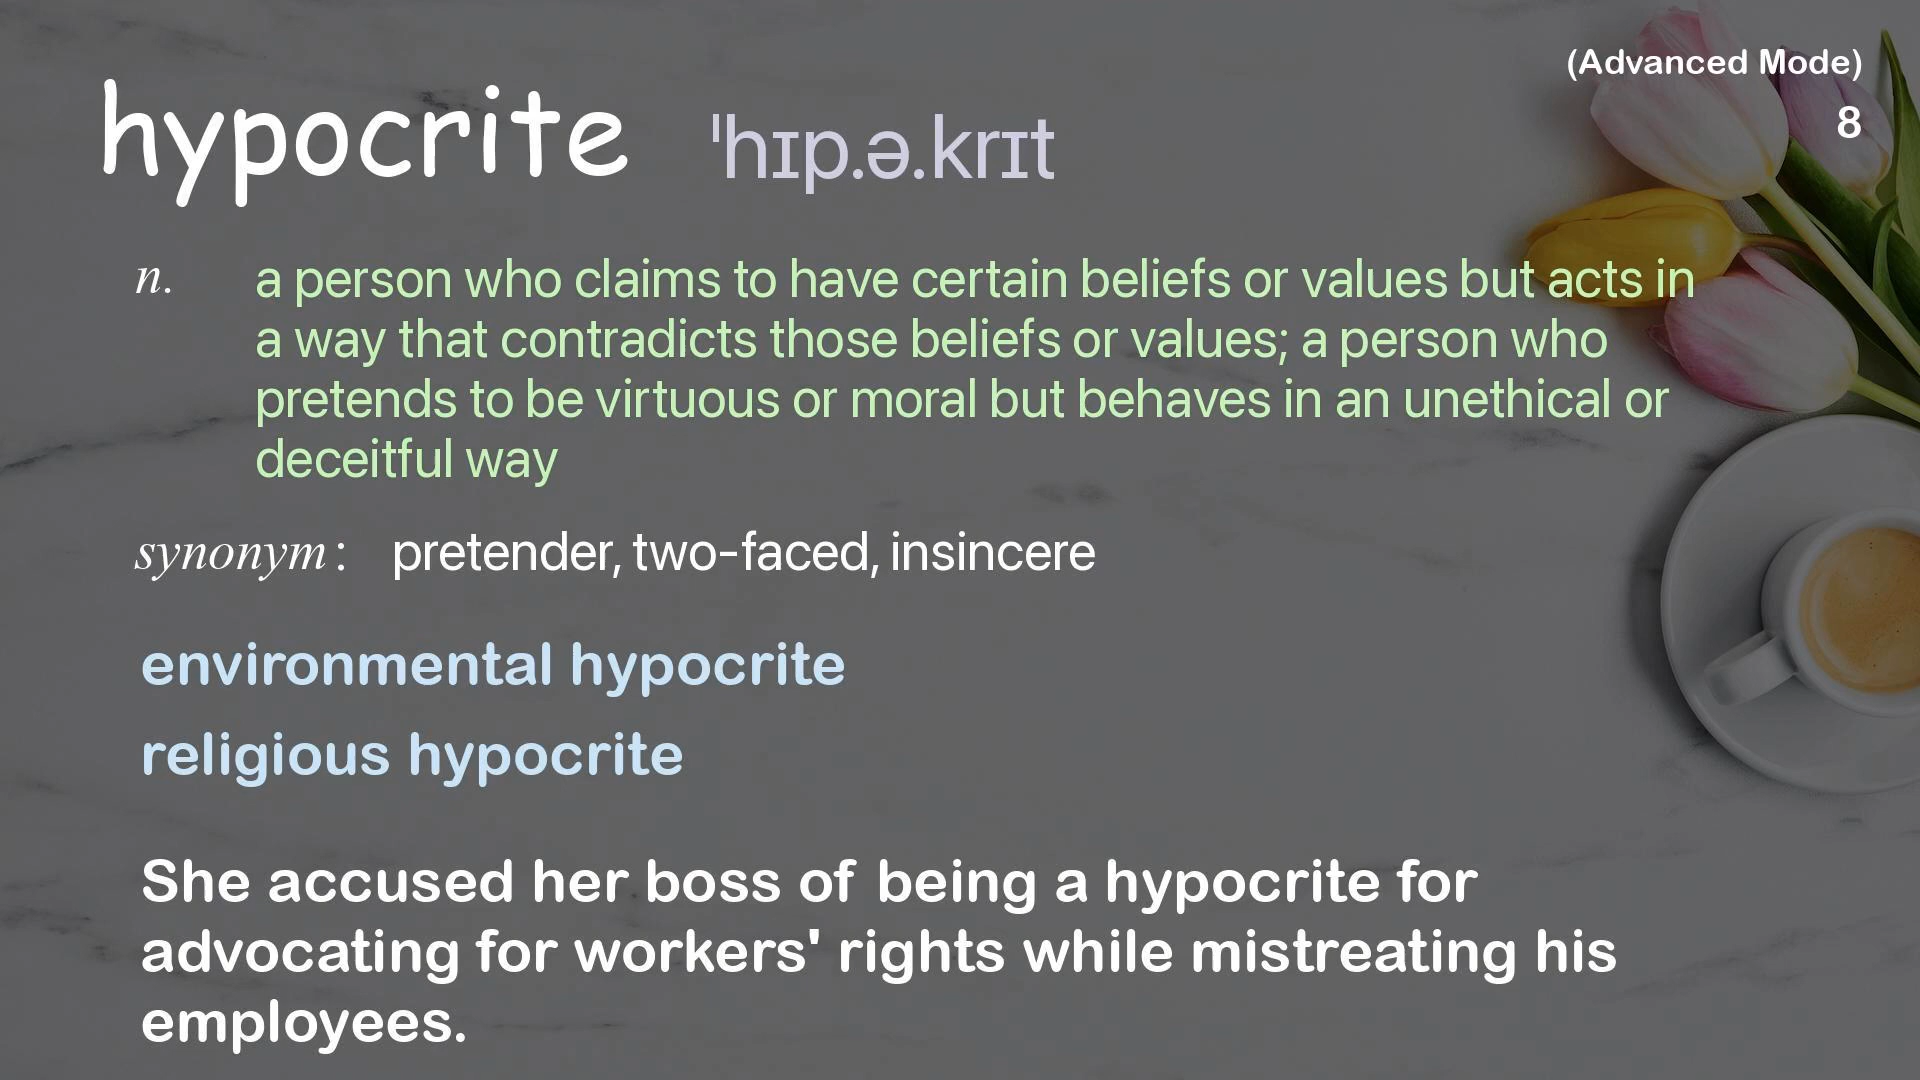 (Advanced Mode)
8
hypocrite ˈhɪp.ə.krɪt
n. a person who claims to have certain beliefs or values but acts in
a way that contradicts those beliefs or values; a person who
pretends to be virtuous or moral but behaves in an unethical or
deceitful way
synonym: pretender, two-faced, insincere
environmental hypocrite
religious hypocrite
She accused her boss of being a hypocrite for
advocating for workers' rights while mistreating his
employees.